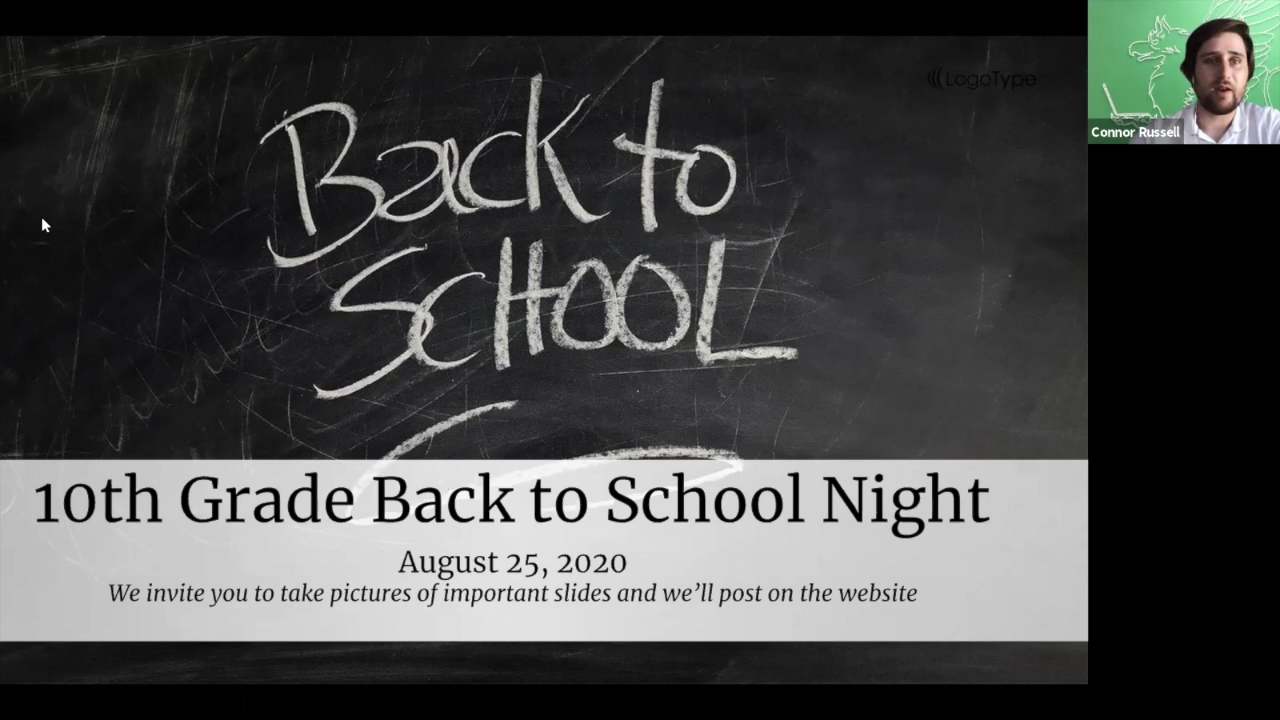 Back to
SCHOOL
LogoType
Connor Russell
10th Grade Back to School Night
August 25, 2020
We invite you to take pictures of important slides and we'll post on the website